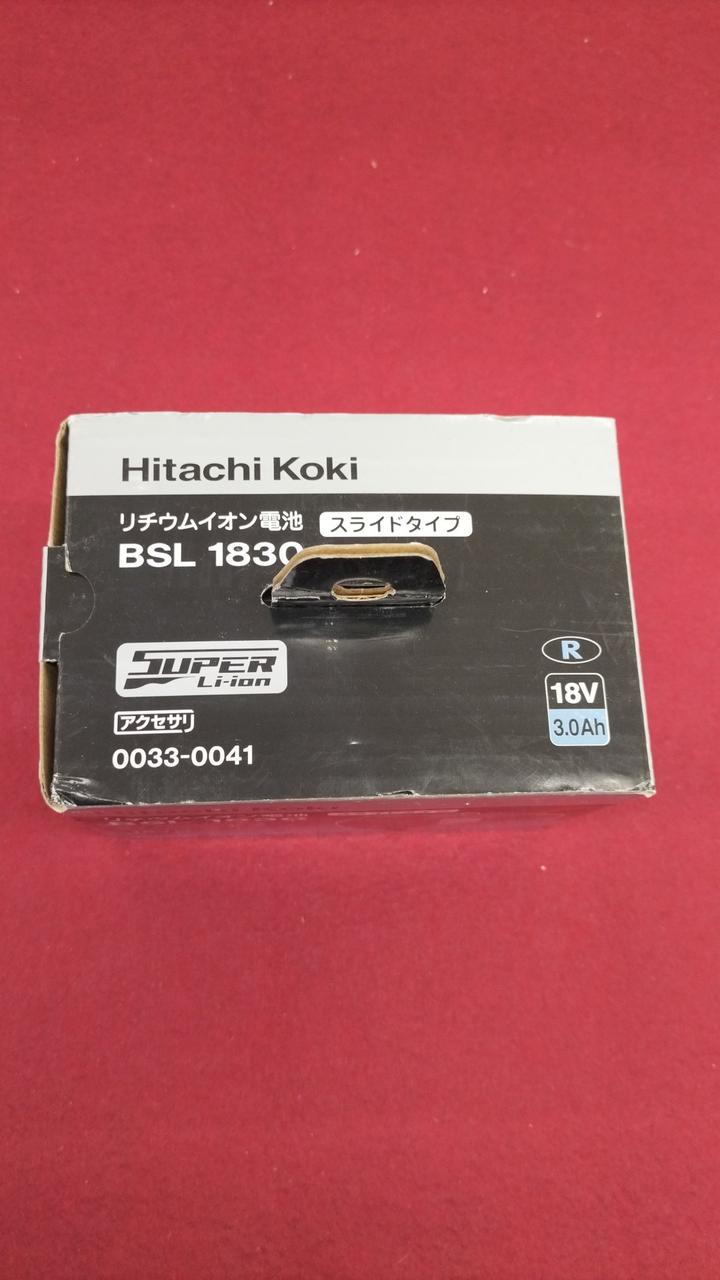 Hitachi Koki
リチウムイオン電池 スライドタイプ
BSL 1830
SUPER
Li-ion
R
18V
3.0Ah
アクセサリ
0033-0041